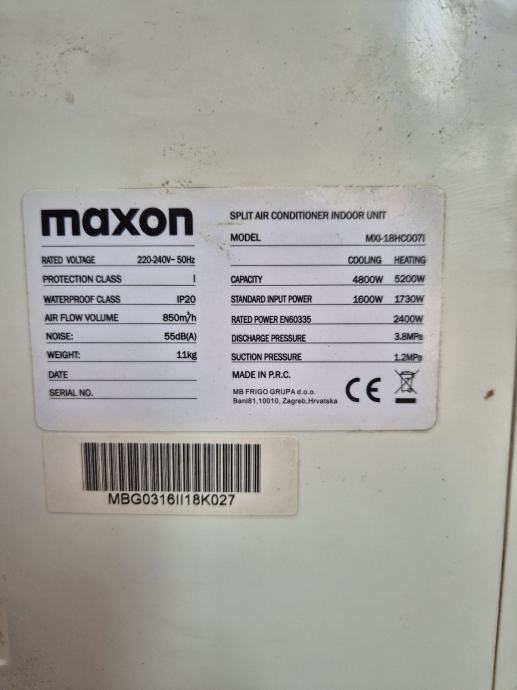 maxon
RATED VOLTAGE 220-240V~ 50Hz
PROTECTION CLASS I
WATERPROOF CLASS IP20
AIR FLOW VOLUME 850m³/h
NOISE: 55dB(A)
WEIGHT: 11kg
DATE
SERIAL NO.
SPLIT AIR CONDITIONER INDOOR UNIT
MODEL MXI-18HC007I
COOLING HEATING
CAPACITY 4800W 5200W
STANDARD INPUT POWER 1600W 1730W
RATED POWER EN60335 2400W
DISCHARGE PRESSURE 3.8MPa
SUCTION PRESSURE 1.2MPa
MADE IN P.R.C.
MB FRIGO GRUPA d.o.o.
Bani81,10010, Zagreb,Hrvatska
CE
MBG0316II18K027